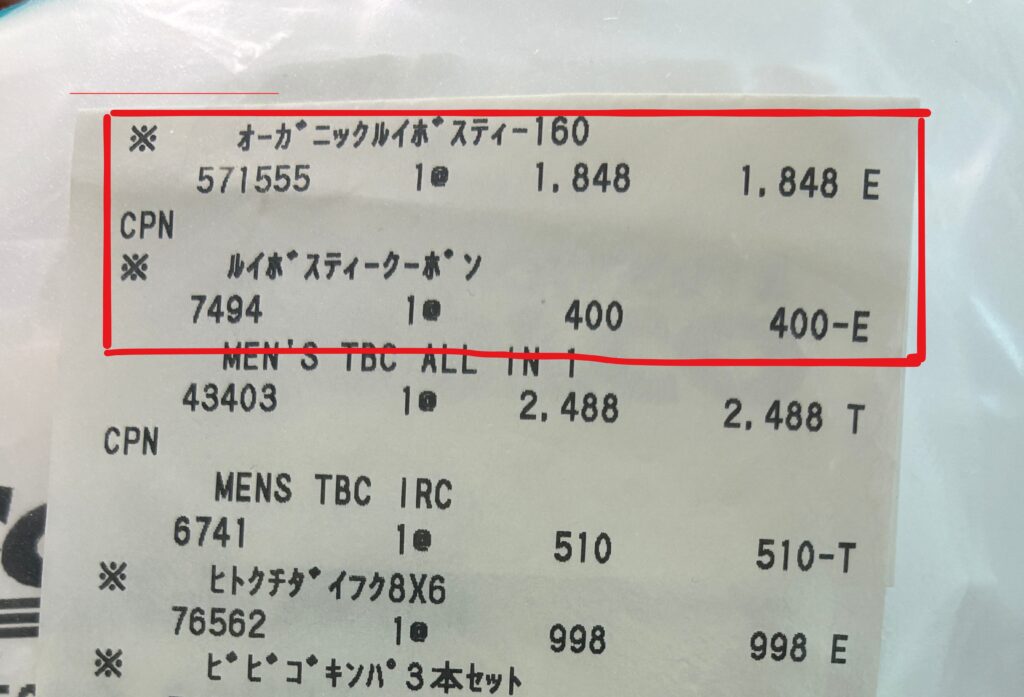 ※ オーガニックルイボスティー160
571555 1@ 1,848 1,848 E
CPN
※ ルイボスティークーポン
7494 1@ 400 400-E
MEN'S TBC ALL IN 1
43403 1@ 2,488 2,488 T
CPN
MENS TBC IRC
6741 1@ 510 510-T
※ ヒトクチダイフク8X6
76562 1@ 998 998 E
※ ビビゴキンパ3本セット